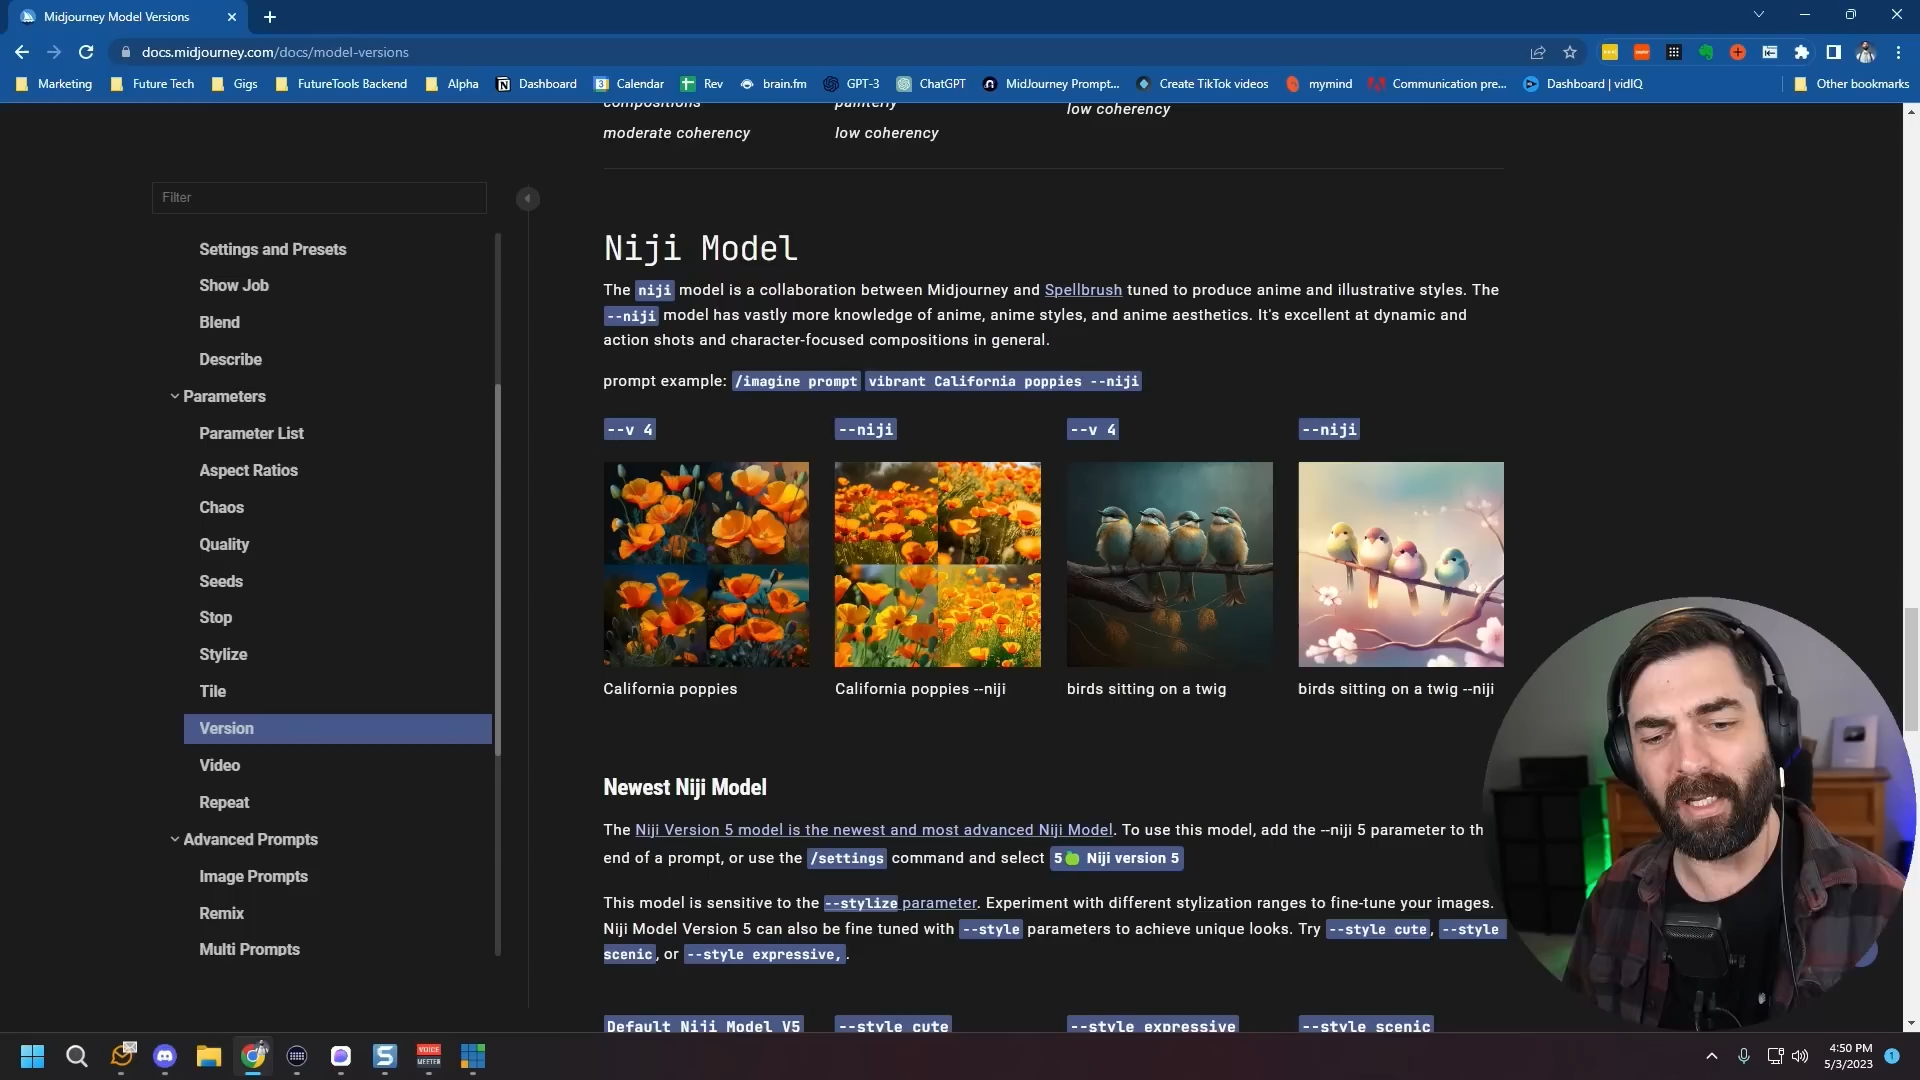 Midjourney Model Versions
docs.midjourney.com/docs/model-versions
Marketing
Future Tech
Gigs
FutureTools Backend
Alpha
Dashboard
Calendar
Rev
brain.fm
GPT-3
ChatGPT
MidJourney Prompt...
Create TikTok videos
mymind
Communication pre...
Dashboard | vidIQ
Other bookmarks
compositions
painterly
low coherency
moderate coherency
low coherency
Filter
Settings and Presets
Show Job
Blend
Describe
Parameters
Parameter List
Aspect Ratios
Chaos
Quality
Seeds
Stop
Stylize
Tile
Version
Video
Repeat
Advanced Prompts
Image Prompts
Remix
Multi Prompts
Niji Model
The niji model is a collaboration between Midjourney and Spellbrush tuned to produce anime and illustrative styles. The
--niji model has vastly more knowledge of anime, anime styles, and anime aesthetics. It's excellent at dynamic and
action shots and character-focused compositions in general.
prompt example: /imagine prompt vibrant California poppies --niji
--v 4
--niji
--v 4
--niji
California poppies
California poppies --niji
birds sitting on a twig
birds sitting on a twig --niji
Newest Niji Model
The Niji Version 5 model is the newest and most advanced Niji Model. To use this model, add the --niji 5 parameter to th
end of a prompt, or use the /settings command and select 5🍏 Niji version 5
This model is sensitive to the --stylize parameter. Experiment with different stylization ranges to fine-tune your images.
Niji Model Version 5 can also be fine tuned with --style parameters to achieve unique looks. Try --style cute, --style
scenic, or --style expressive,.
Default Niji Model V5
--style cute
--style expressive
--style scenic
VOICE
MEETER
4:50 PM
5/3/2023
1